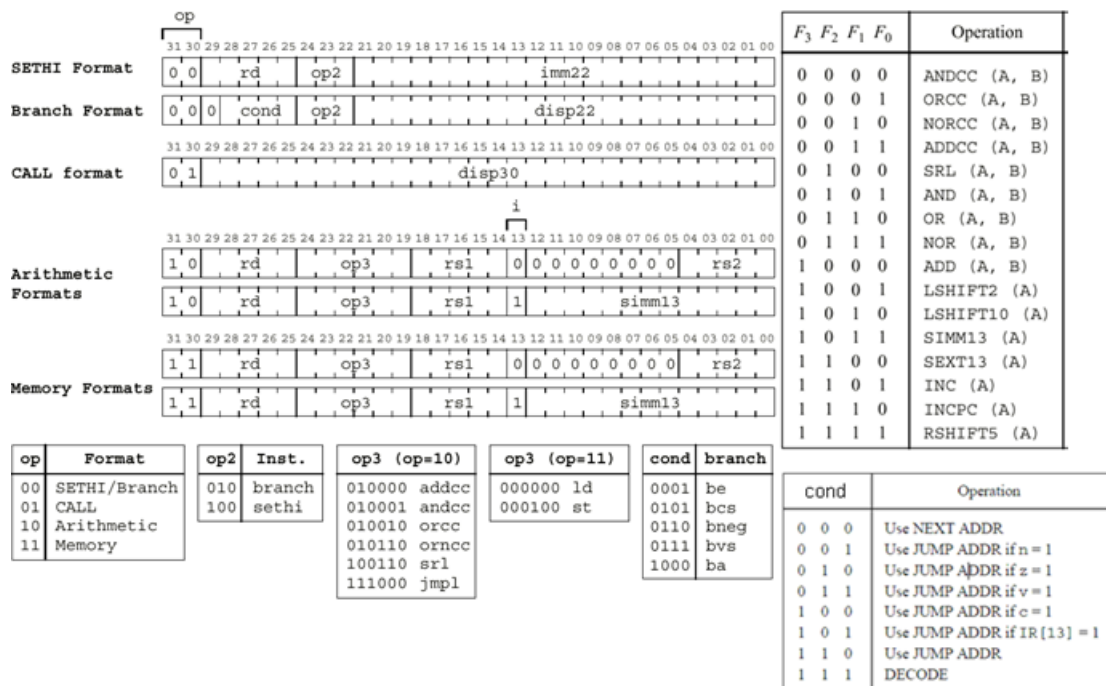 op
31 30 29 28 27 26 25 24 23 22 21 20 19 18 17 16 15 14 13 12 11 10 09 08 07 06 05 04 03 02 01 00
SETHI Format 0 0 rd op2 imm22
Branch Format 0 0 0 cond op2 disp22
31 30 29 28 27 26 25 24 23 22 21 20 19 18 17 16 15 14 13 12 11 10 09 08 07 06 05 04 03 02 01 00
CALL format 0 1 disp30
i
31 30 29 28 27 26 25 24 23 22 21 20 19 18 17 16 15 14 13 12 11 10 09 08 07 06 05 04 03 02 01 00
Arithmetic
Formats
1 0 rd op3 rs1 0 0 0 0 0 0 0 0 0 rs2
1 0 rd op3 rs1 1 simm13
31 30 29 28 27 26 25 24 23 22 21 20 19 18 17 16 15 14 13 12 11 10 09 08 07 06 05 04 03 02 01 00
Memory Formats
1 1 rd op3 rs1 0 0 0 0 0 0 0 0 0 rs2
1 1 rd op3 rs1 1 simm13
op Format
00 SETHI/Branch
01 CALL
10 Arithmetic
11 Memory
op2 Inst.
010 branch
100 sethi
op3 (op=10)
010000 addcc
010001 andcc
010010 orcc
010110 orncc
100110 srl
111000 jmpl
op3 (op=11)
000000 ld
000100 st
cond branch
0001 be
0101 bcs
0110 bneg
0111 bvs
1000 ba
F3 F2 F1 F0 Operation
0 0 0 0 ANDCC (A, B)
0 0 0 1 ORCC (A, B)
0 0 1 0 NORCC (A, B)
0 0 1 1 ADDCC (A, B)
0 1 0 0 SRL (A, B)
0 1 0 1 AND (A, B)
0 1 1 0 OR (A, B)
0 1 1 1 NOR (A, B)
1 0 0 0 ADD (A, B)
1 0 0 1 LSHIFT2 (A)
1 0 1 0 LSHIFT10 (A)
1 0 1 1 SIMM13 (A)
1 1 0 0 SEXT13 (A)
1 1 0 1 INC (A)
1 1 1 0 INCPC (A)
1 1 1 1 RSHIFT5 (A)
cond Operation
0 0 0 Use NEXT ADDR
0 0 1 Use JUMP ADDR if n = 1
0 1 0 Use JUMP ADDR if z = 1
0 1 1 Use JUMP ADDR if v = 1
1 0 0 Use JUMP ADDR if c = 1
1 0 1 Use JUMP ADDR if IR[13] = 1
1 1 0 Use JUMP ADDR
1 1 1 DECODE